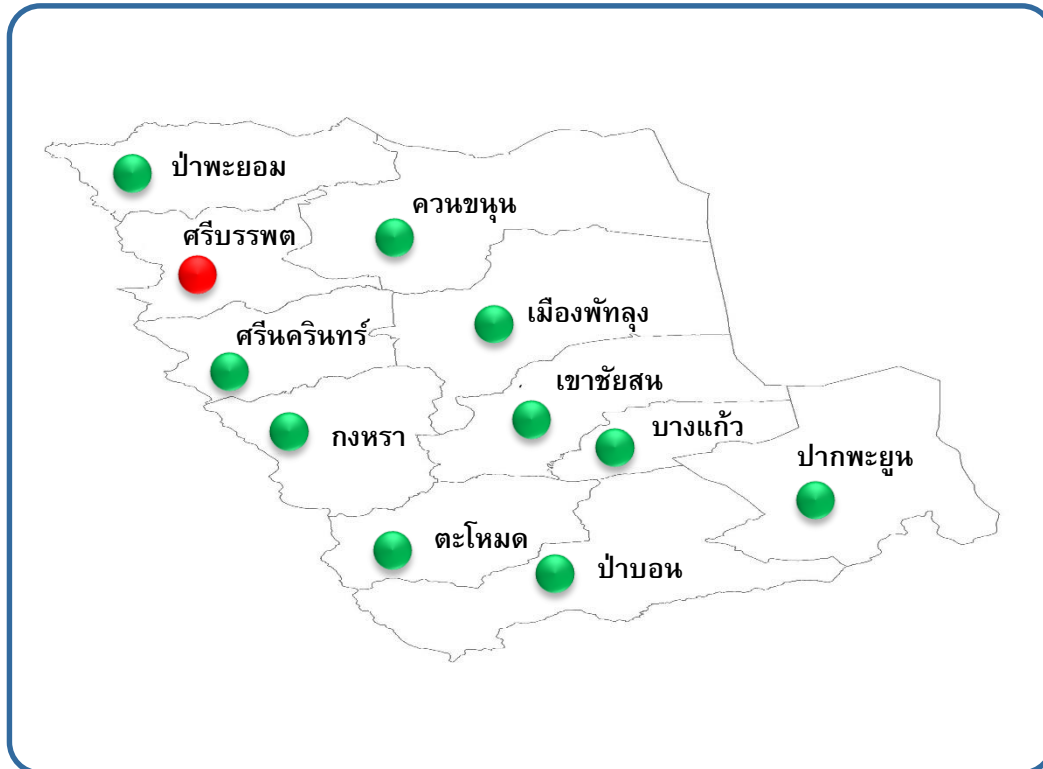 ป่าพะยอม
ควนขนุน
ศรีบรรพต
เมืองพัทลุง
ศรีนครินทร์
เขาชัยสน
บางแก้ว
กงหรา
ปากพะยูน
ตะโหมด
ป่าบอน